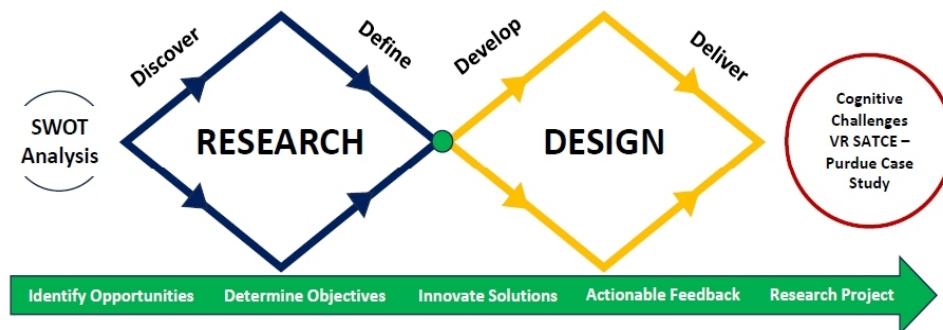 Discover
Define
Develop
Deliver
SWOT
Analysis
RESEARCH
DESIGN
Cognitive
Challenges
VR SATCE –
Purdue Case
Study
Identify Opportunities
Determine Objectives
Innovate Solutions
Actionable Feedback
Research Project